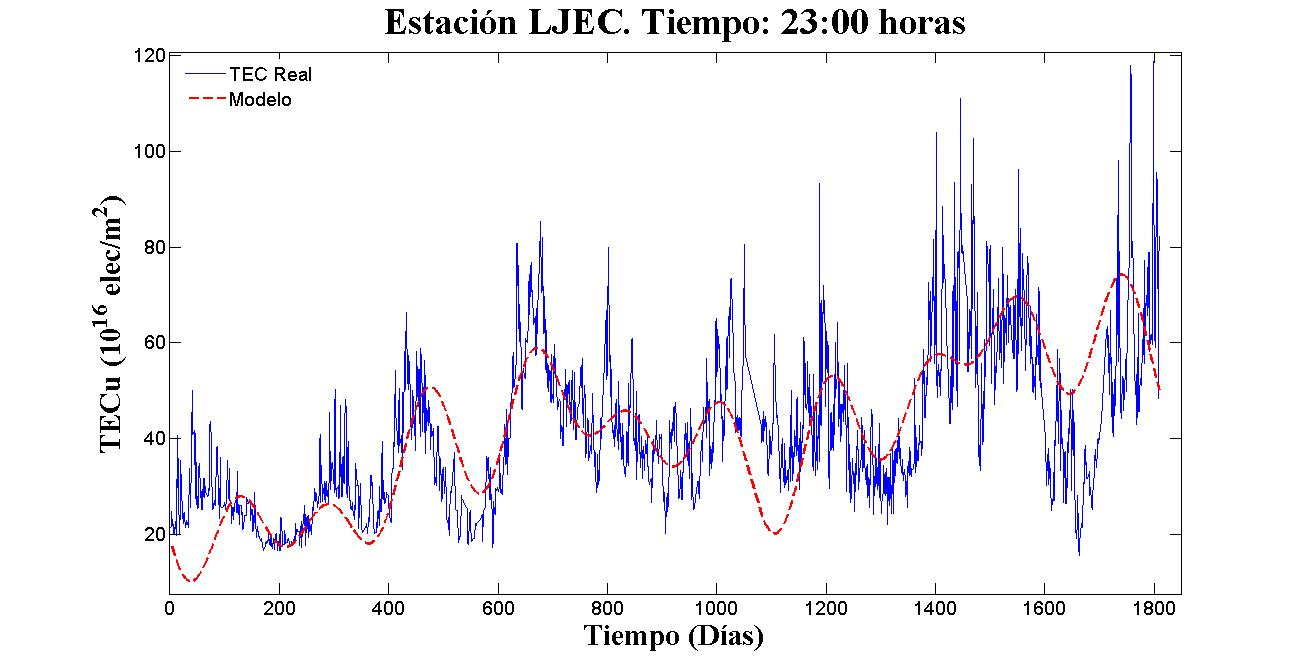 Estación LJEC. Tiempo: 23:00 horas
TEC Real
Modelo
TECu (10^16 elec/m^2)
120
100
80
60
40
20
0 200 400 600 800 1000 1200 1400 1600 1800
Tiempo (Días)